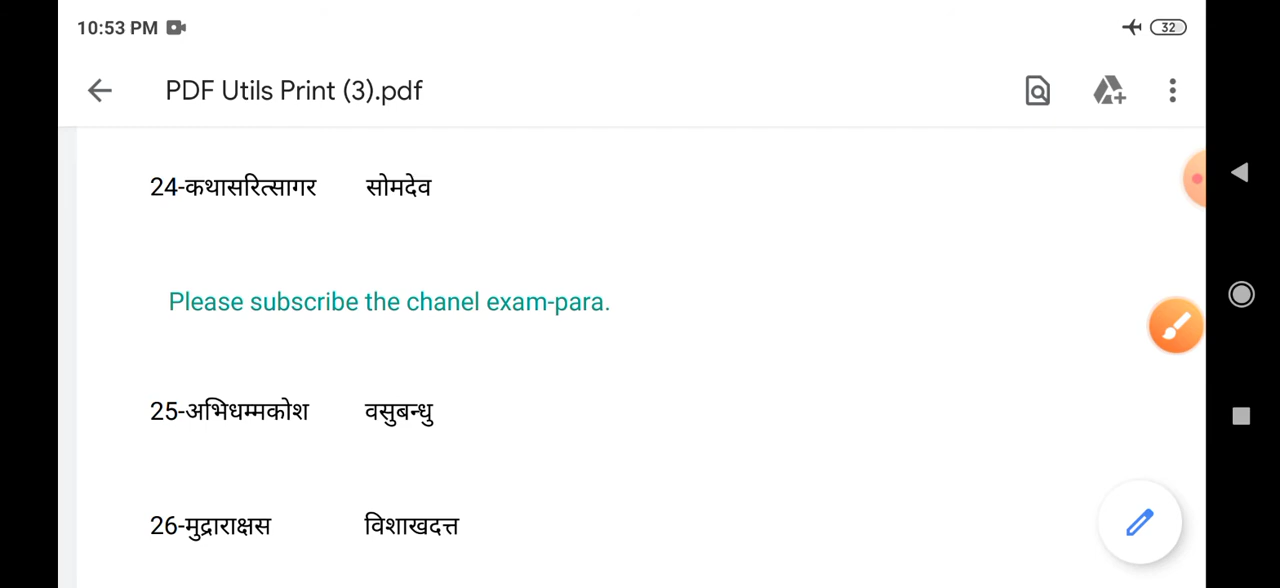 10:53 PM 32
PDF Utils Print (3).pdf
24-कथासरित्सागर सोमदेव
Please subscribe the chanel exam-para.
25-अभिधम्मकोश वसुबन्धु
26-मुद्राराक्षस विशाखदत्त